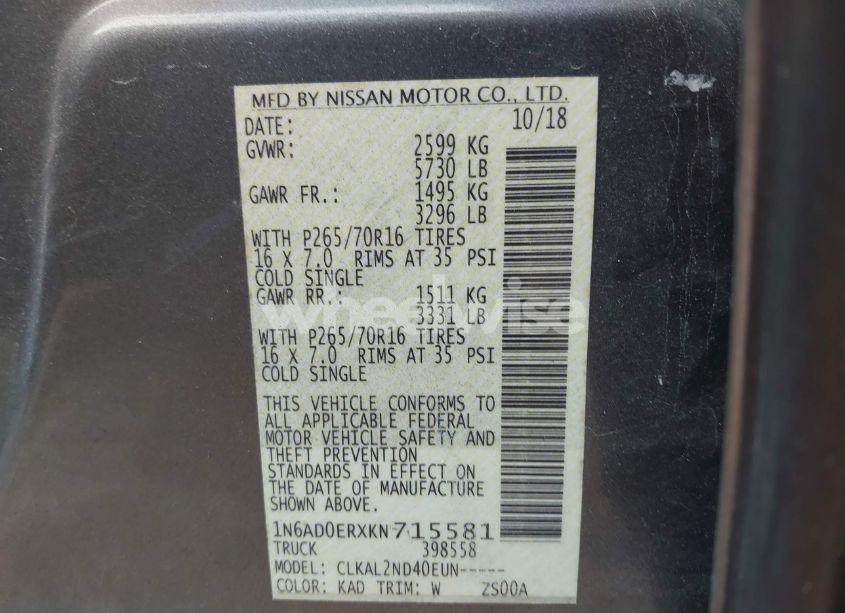 MFD BY NISSAN MOTOR CO., LTD.
DATE: 10/18
GVWR: 2599 KG
5730 LB
GAWR FR.: 1495 KG
3296 LB
WITH P265/70R16 TIRES
16 X 7.0 RIMS AT 35 PSI
COLD SINGLE
GAWR RR.: 1511 KG
3331 LB
wheelwise
WITH P265/70R16 TIRES
16 X 7.0 RIMS AT 35 PSI
COLD SINGLE
THIS VEHICLE CONFORMS TO
ALL APPLICABLE FEDERAL
MOTOR VEHICLE SAFETY AND
THEFT PREVENTION
STANDARDS IN EFFECT ON
THE DATE OF MANUFACTURE
SHOWN ABOVE.
1N6AD0ERXKN715581
TRUCK 398558
MODEL: CLKAL2ND40EUN-----
COLOR: KAD TRIM: W ZS00A